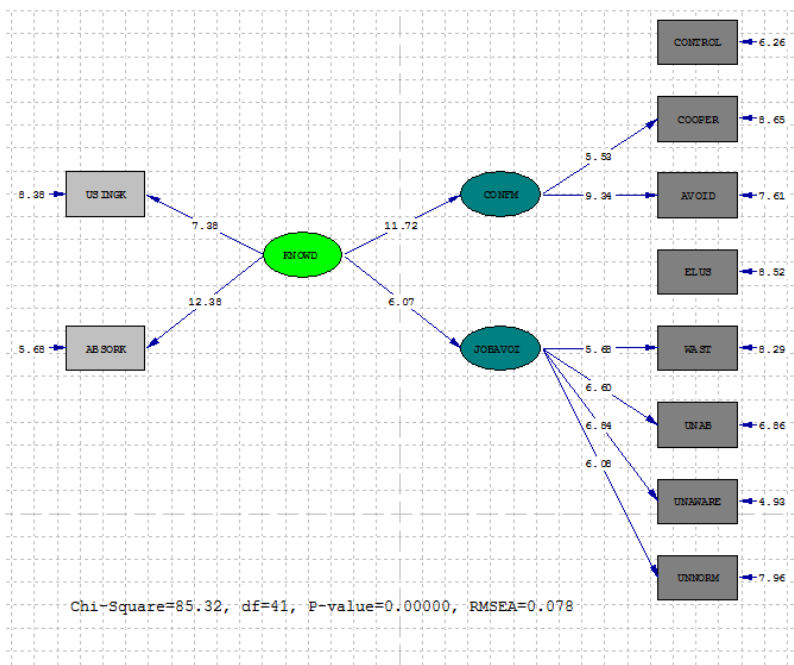 CONTROL
6.26
COOPER
8.65
5.53
USINGK
8.38
CONFM
9.34
AVOID
7.61
7.38
11.72
KNOWD
ELUS
8.52
12.38
6.07
ABSORK
5.68
JOBAVOI
5.68
WAST
8.29
6.60
UNAB
6.86
6.84
6.08
UNAWARE
4.93
UNNORM
7.96
Chi-Square=85.32, df=41, P-value=0.00000, RMSEA=0.078